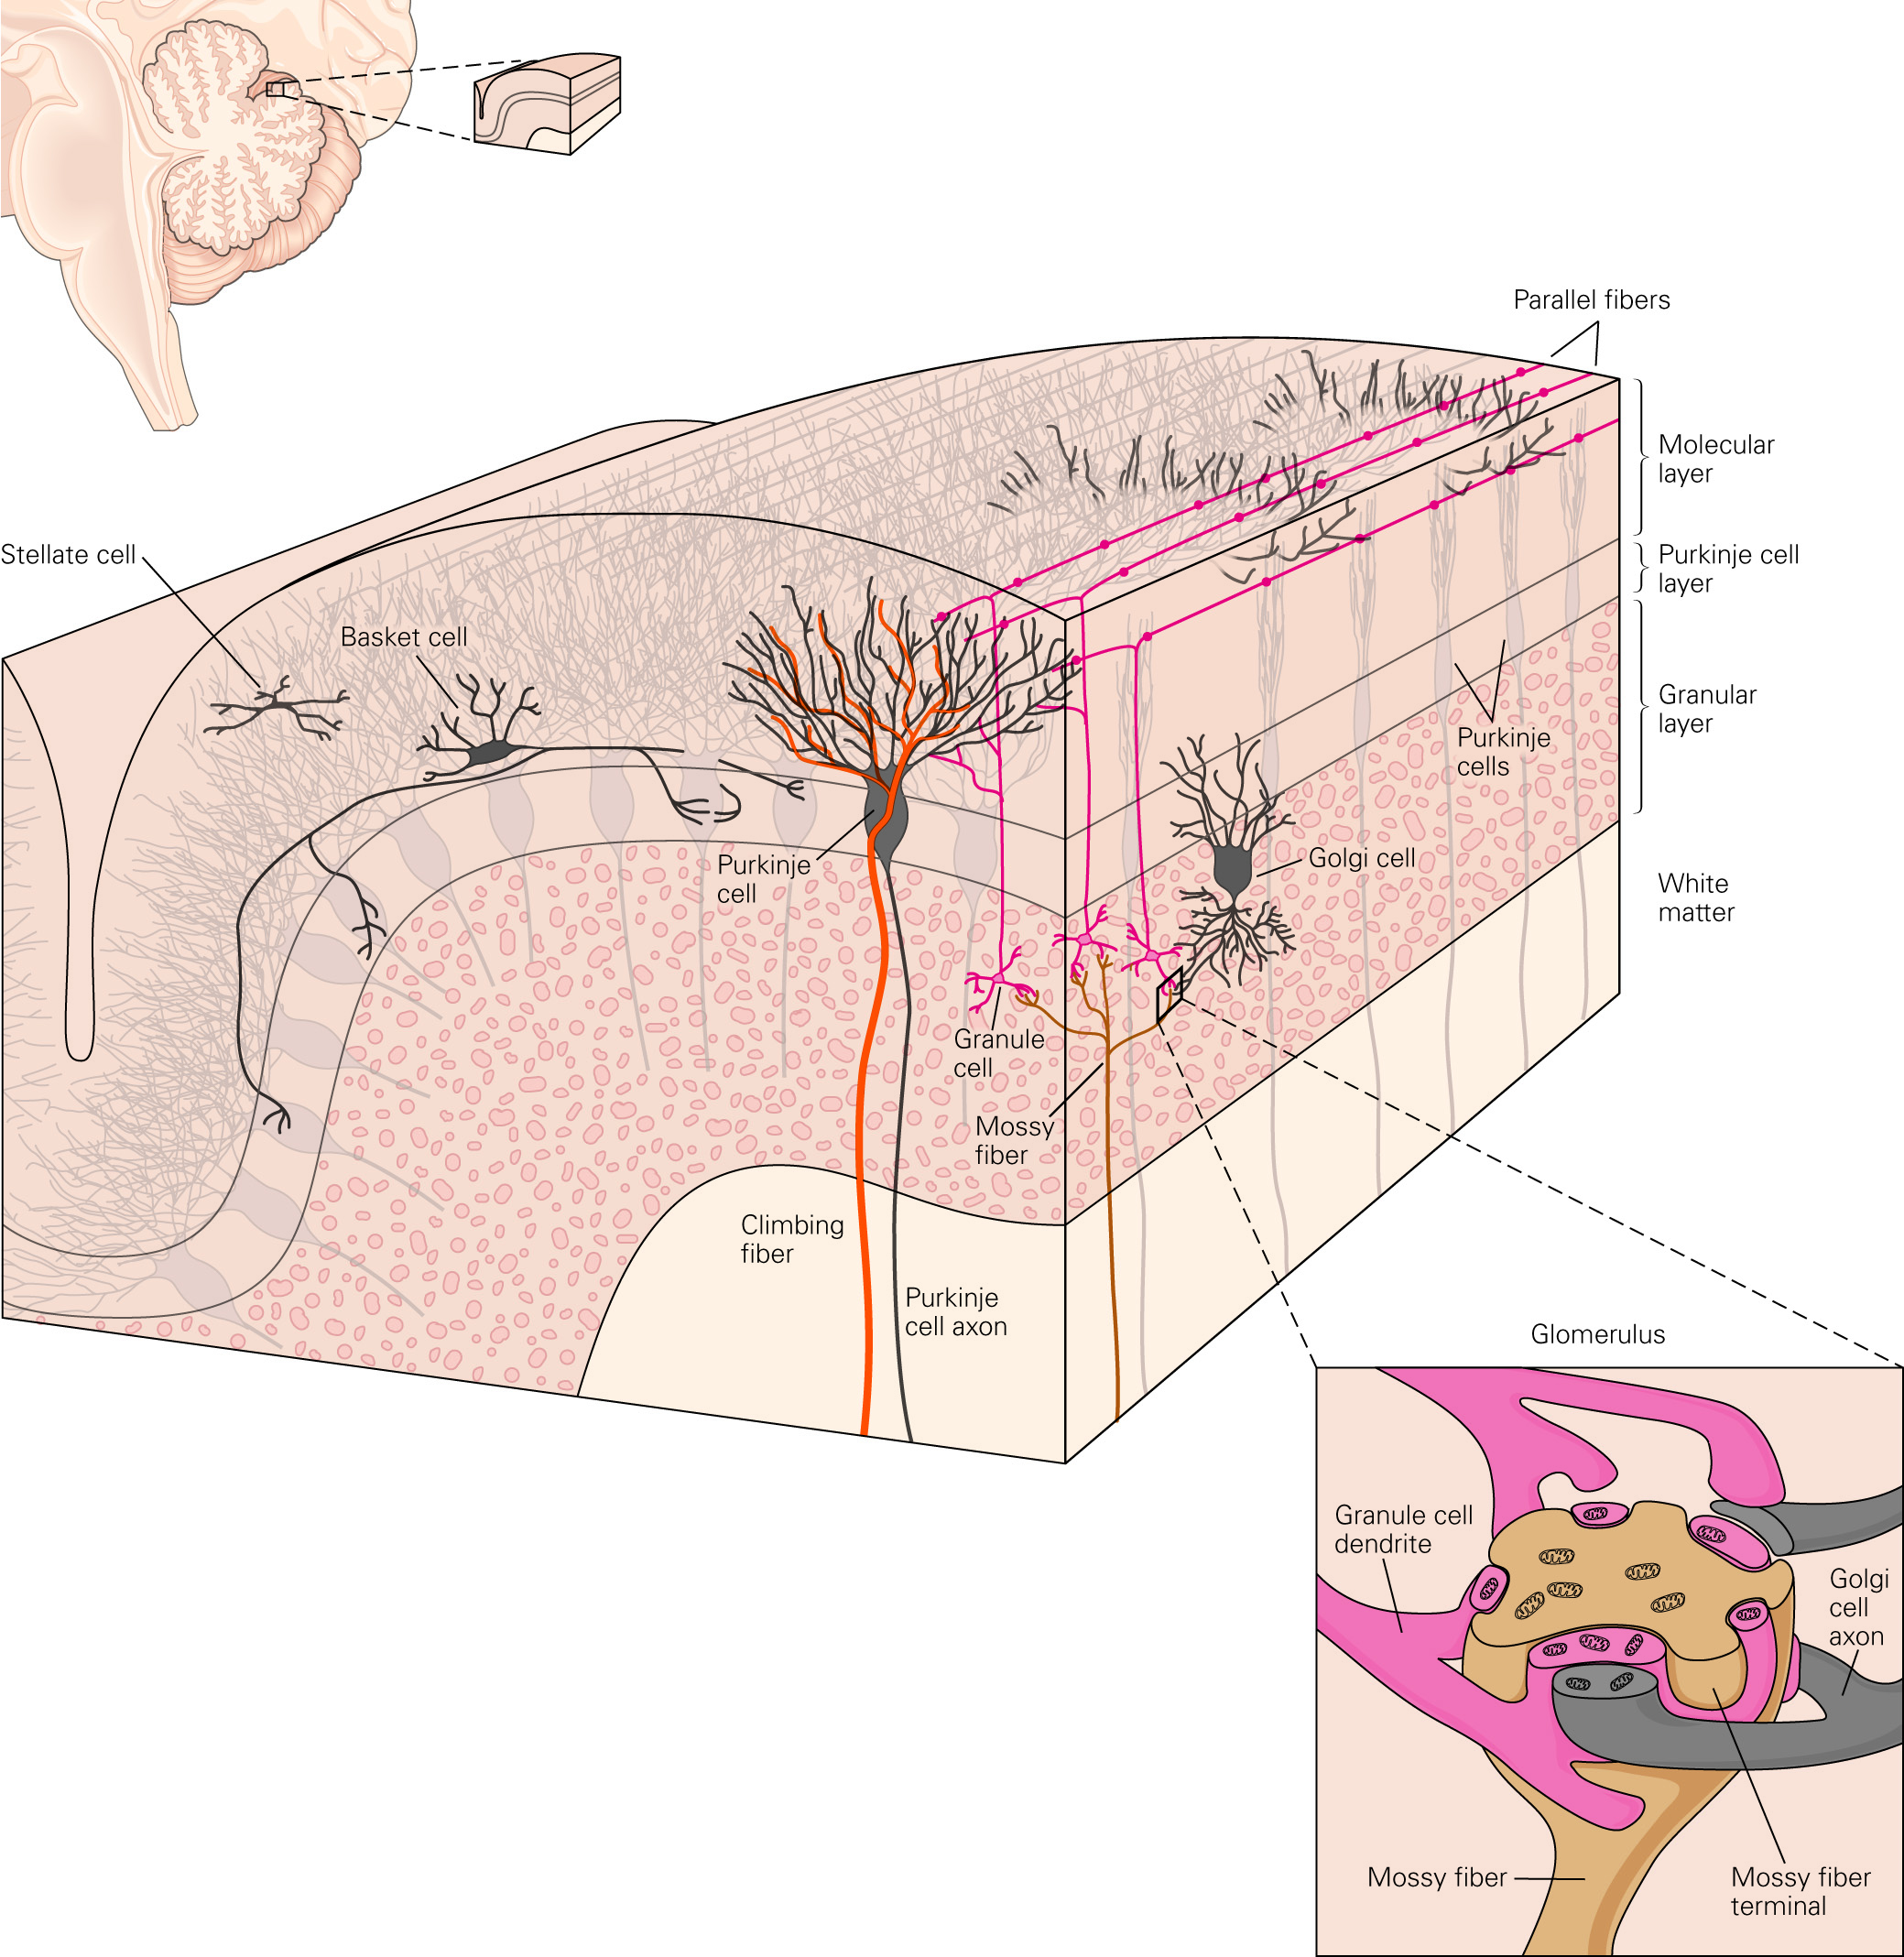 Parallel fibers
Molecular
layer
Purkinje cell
layer
Stellate cell
Basket cell
Granular
layer
Purkinje
cells
Purkinje
cell
Golgi cell
White
matter
Granule
cell
Mossy
fiber
Climbing
fiber
Purkinje
cell axon
Glomerulus
Granule cell
dendrite
Golgi
cell
axon
Mossy fiber
Mossy fiber
terminal